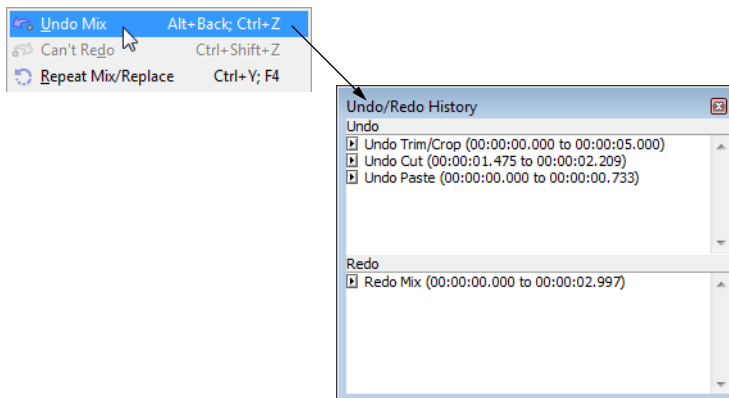 Undo Mix Alt+Back; Ctrl+Z
Can't Redo Ctrl+Shift+Z
Repeat Mix/Replace Ctrl+Y; F4
Undo/Redo History
Undo
Undo Trim/Crop (00:00:00.000 to 00:00:05.000)
Undo Cut (00:00:01.475 to 00:00:02.209)
Undo Paste (00:00:00.000 to 00:00:00.733)
Redo
Redo Mix (00:00:00.000 to 00:00:02.997)